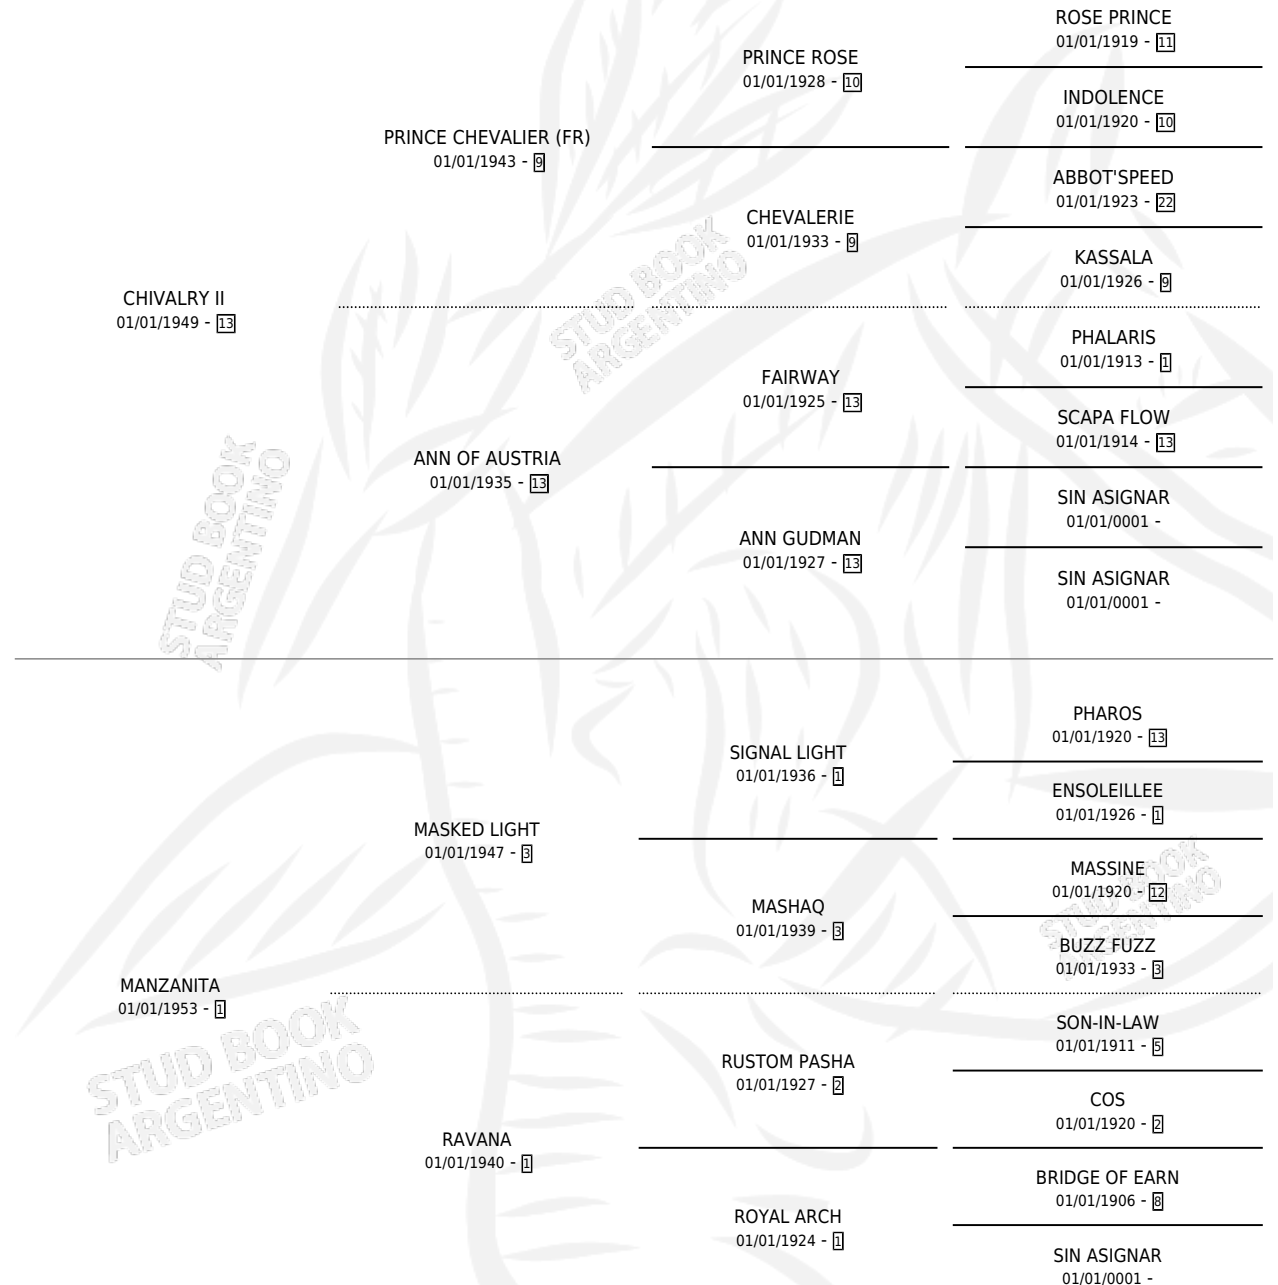 ROSE PRINCE
01/01/1919 - 11
PRINCE ROSE
01/01/1928 - 10
INDOLENCE
01/01/1920 - 10
PRINCE CHEVALIER (FR)
01/01/1943 - 9
ABBOT'SPEED
01/01/1923 - 22
CHEVALERIE
01/01/1933 - 9
KASSALA
01/01/1926 - 9
CHIVALRY II
01/01/1949 - 13
PHALARIS
01/01/1913 - 1
FAIRWAY
01/01/1925 - 13
SCAPA FLOW
01/01/1914 - 13
ANN OF AUSTRIA
01/01/1935 - 13
SIN ASIGNAR
01/01/0001 -
ANN GUDMAN
01/01/1927 - 13
SIN ASIGNAR
01/01/0001 -
STUD BOOK
ARGENTINO
STUD BOOK
ARGENTINO
PHAROS
01/01/1920 - 13
SIGNAL LIGHT
01/01/1936 - 1
ENSOLEILLEE
01/01/1926 - 1
MASKED LIGHT
01/01/1947 - 3
MASSINE
01/01/1920 - 12
MASHAQ
01/01/1939 - 3
BUZZ FUZZ
01/01/1933 - 3
MANZANITA
01/01/1953 - 1
SON-IN-LAW
01/01/1911 - 5
RUSTOM PASHA
01/01/1927 - 2
COS
01/01/1920 - 2
RAVANA
01/01/1940 - 1
BRIDGE OF EARN
01/01/1906 - 8
ROYAL ARCH
01/01/1924 - 1
SIN ASIGNAR
01/01/0001 -
STUD BOOK
ARGENTINO
STUD BOOK
ARGENTINO